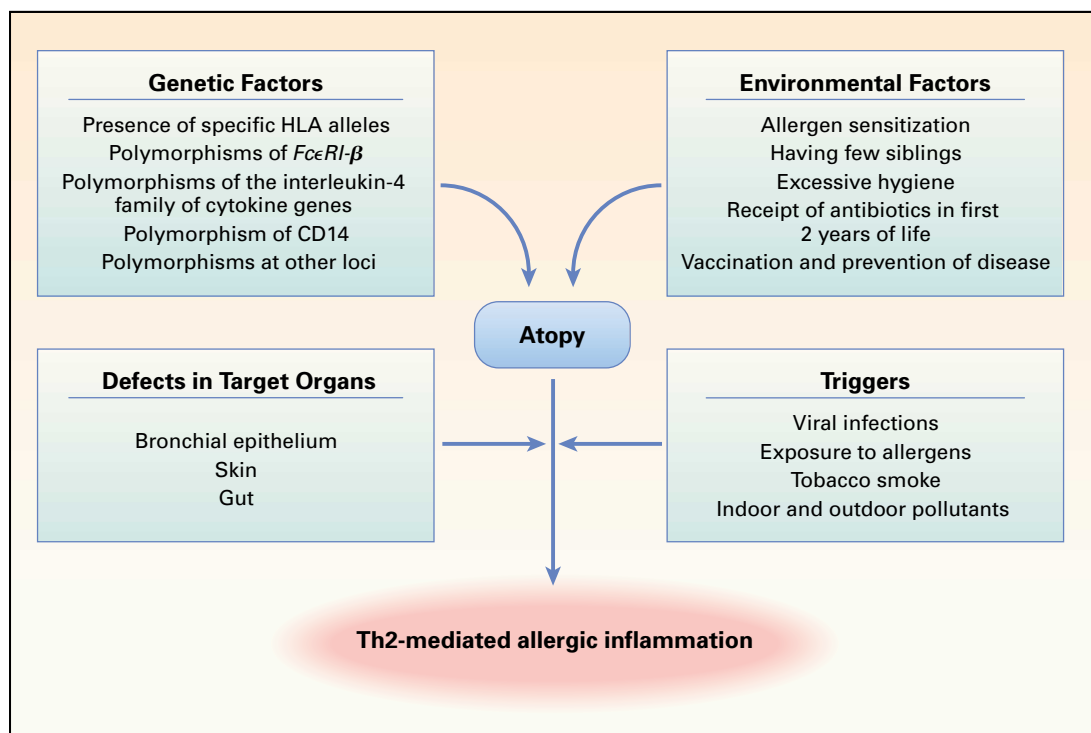 Genetic Factors
Presence of specific HLA alleles
Polymorphisms of FcϵRI-β
Polymorphisms of the interleukin-4
family of cytokine genes
Polymorphism of CD14
Polymorphisms at other loci
Environmental Factors
Allergen sensitization
Having few siblings
Excessive hygiene
Receipt of antibiotics in first
2 years of life
Vaccination and prevention of disease
Atopy
Defects in Target Organs
Bronchial epithelium
Skin
Gut
Triggers
Viral infections
Exposure to allergens
Tobacco smoke
Indoor and outdoor pollutants
Th2-mediated allergic inflammation